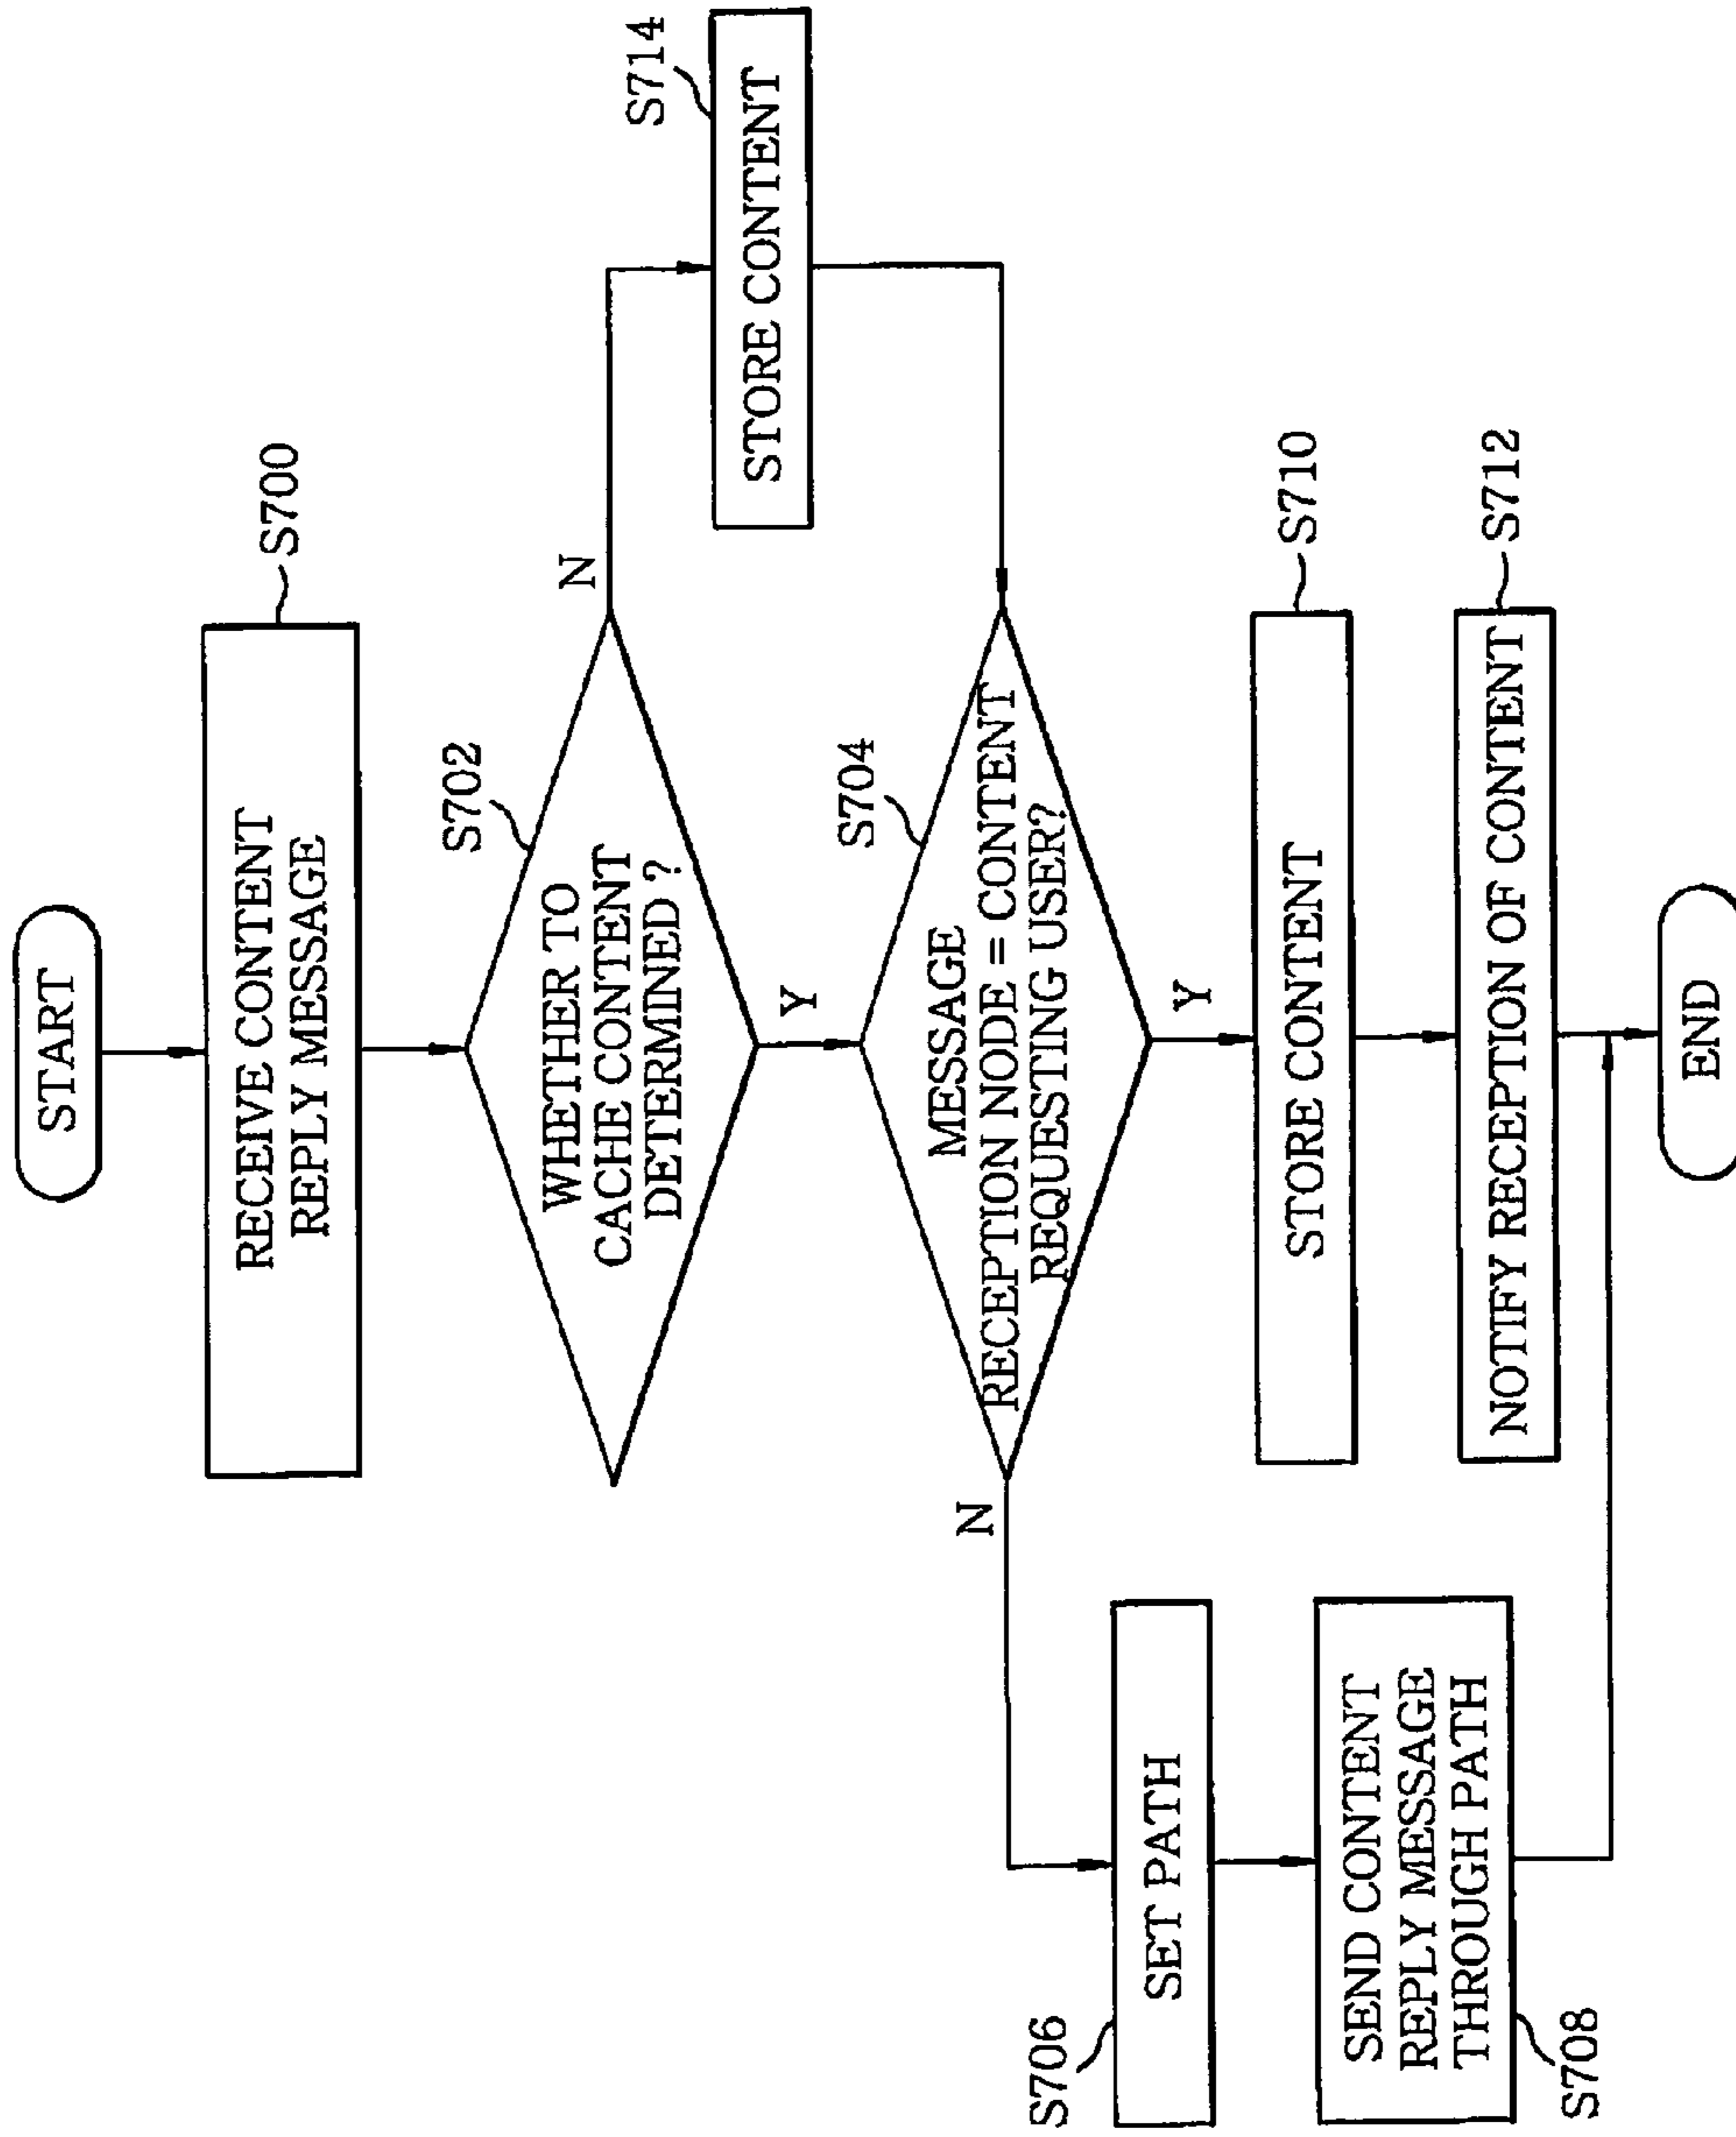 START
RECEIVE CONTENT
REPLY MESSAGE
S700
WHETHER TO
CACHE CONTENT
DETERMINED ?
S702
N
Y
STORE CONTENT
S714
MESSAGE
RECEPTION NODE = CONTENT
REQUESTING USER?
S704
N
Y
SET PATH
S706
SEND CONTENT
REPLY MESSAGE
THROUGH PATH
S708
STORE CONTENT
S710
NOTIFY RECEPTION OF CONTENT
S712
END